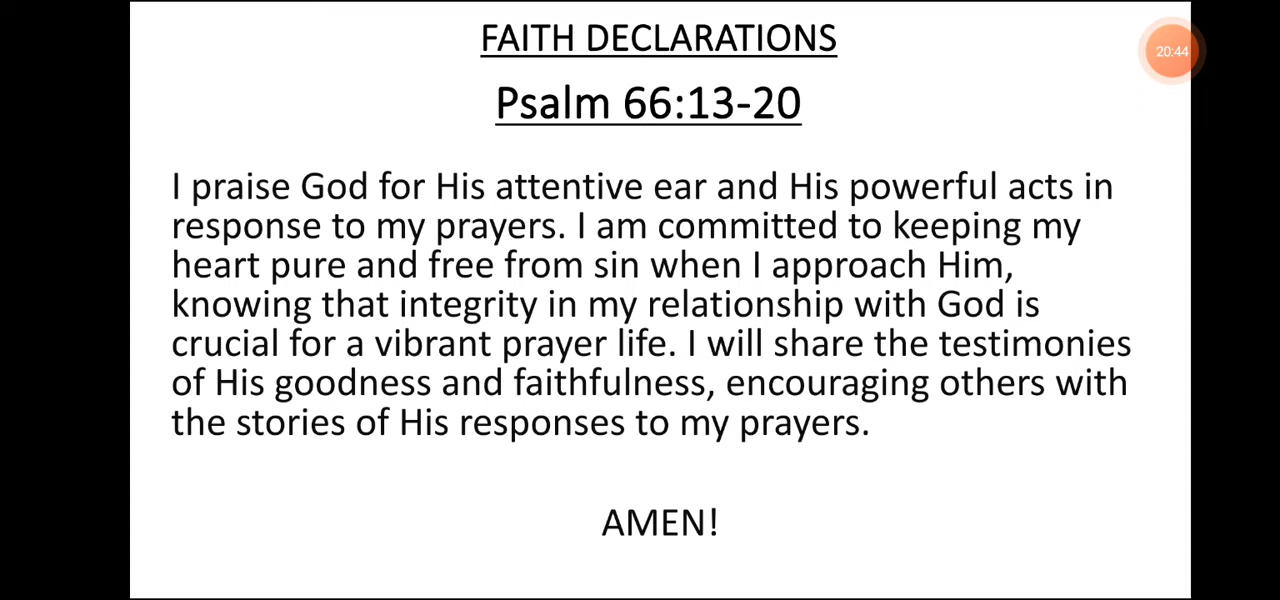 FAITH DECLARATIONS
20:44
Psalm 66:13-20
I praise God for His attentive ear and His powerful acts in
response to my prayers. I am committed to keeping my
heart pure and free from sin when I approach Him,
knowing that integrity in my relationship with God is
crucial for a vibrant prayer life. I will share the testimonies
of His goodness and faithfulness, encouraging others with
the stories of His responses to my prayers.
AMEN!